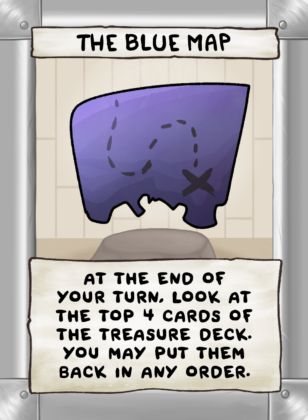 THE BLUE MAP
AT THE END OF
YOUR TURN, LOOK AT
THE TOP 4 CARDS OF
THE TREASURE DECK.
YOU MAY PUT THEM
BACK IN ANY ORDER.